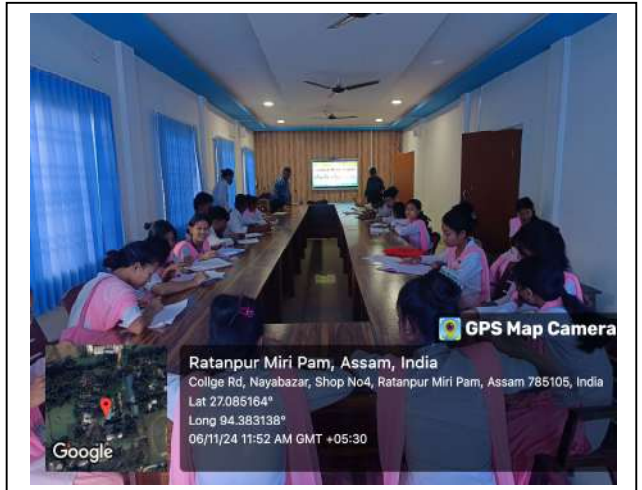 GPS Map Camera
Ratanpur Miri Pam, Assam, India
Collge Rd, Nayabazar, Shop No4, Ratanpur Miri Pam, Assam 785105, India
Lat 27.085164°
Long 94.383138°
06/11/24 11:52 AM GMT +05:30
Google